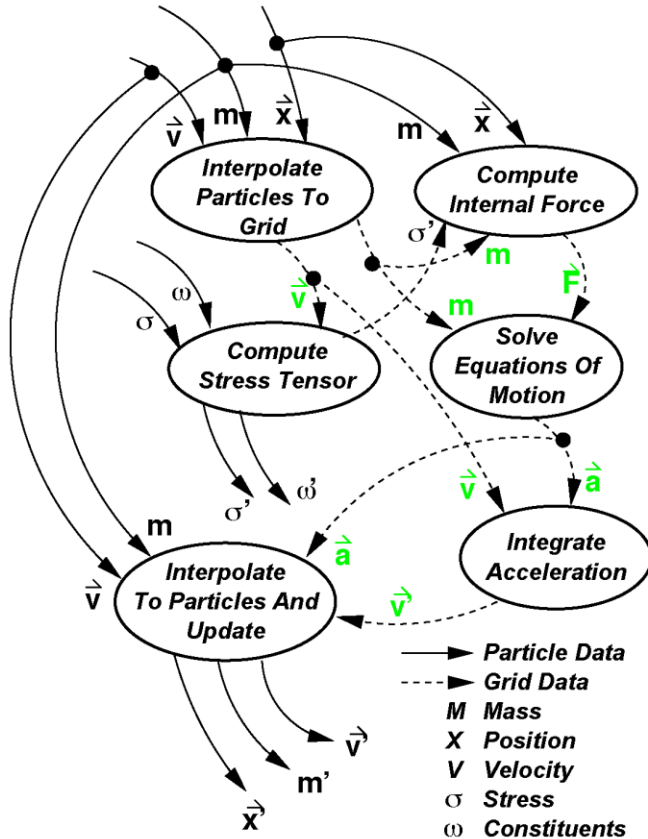 v m x
m x
Interpolate
Particles To
Grid
Compute
Internal Force
σ'
m
ω
v
F
σ
m
Compute
Stress Tensor
Solve
Equations Of
Motion
σ' ω'
v a
m
a
v
Interpolate
To Particles And
Update
Integrate
Acceleration
v'
Particle Data
Grid Data
M Mass
X Position
V Velocity
σ Stress
ω Constituents
v'
m'
x'